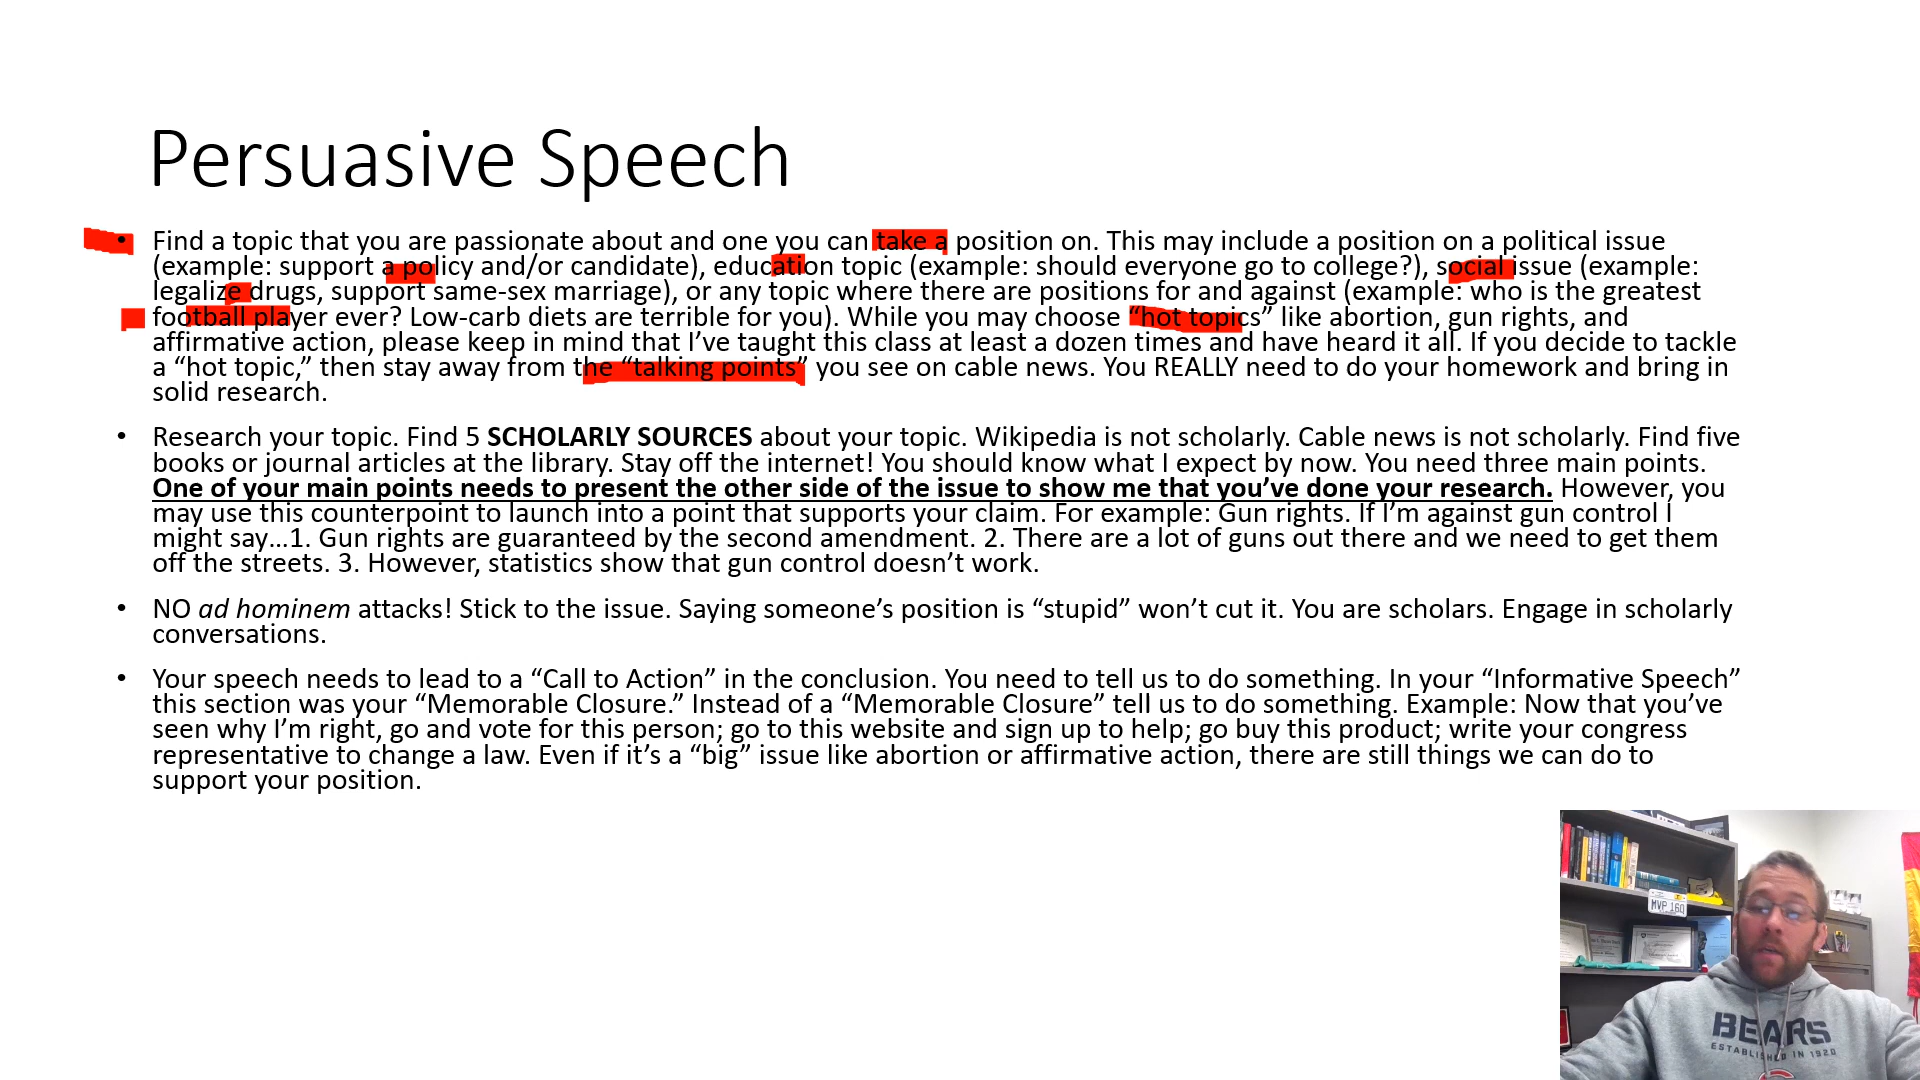 Persuasive Speech
• Find a topic that you are passionate about and one you can take a position on. This may include a position on a political issue
(example: support a policy and/or candidate), education topic (example: should everyone go to college?), social issue (example:
legalize drugs, support same-sex marriage), or any topic where there are positions for and against (example: who is the greatest
football player ever? Low-carb diets are terrible for you). While you may choose “hot topics” like abortion, gun rights, and
affirmative action, please keep in mind that I’ve taught this class at least a dozen times and have heard it all. If you decide to tackle
a “hot topic,” then stay away from the “talking points” you see on cable news. You REALLY need to do your homework and bring in
solid research.
• Research your topic. Find 5 SCHOLARLY SOURCES about your topic. Wikipedia is not scholarly. Cable news is not scholarly. Find five
books or journal articles at the library. Stay off the internet! You should know what I expect by now. You need three main points.
One of your main points needs to present the other side of the issue to show me that you’ve done your research. However, you
may use this counterpoint to launch into a point that supports your claim. For example: Gun rights. If I’m against gun control I
might say…1. Gun rights are guaranteed by the second amendment. 2. There are a lot of guns out there and we need to get them
off the streets. 3. However, statistics show that gun control doesn’t work.
• NO ad hominem attacks! Stick to the issue. Saying someone’s position is “stupid” won’t cut it. You are scholars. Engage in scholarly
conversations.
• Your speech needs to lead to a “Call to Action” in the conclusion. You need to tell us to do something. In your “Informative Speech”
this section was your “Memorable Closure.” Instead of a “Memorable Closure” tell us to do something. Example: Now that you’ve
seen why I’m right, go and vote for this person; go to this website and sign up to help; go buy this product; write your congress
representative to change a law. Even if it’s a “big” issue like abortion or affirmative action, there are still things we can do to
support your position.
MVP 160
BEARS
ESTABLISHED IN 1920